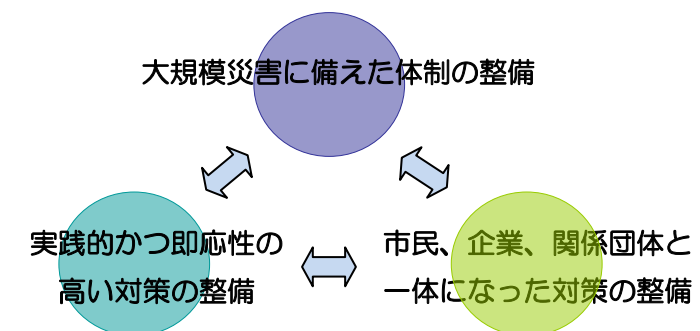 大規模災害に備えた体制の整備
実践的かつ即応性の
高い対策の整備
市民、企業、関係団体と
一体になった対策の整備